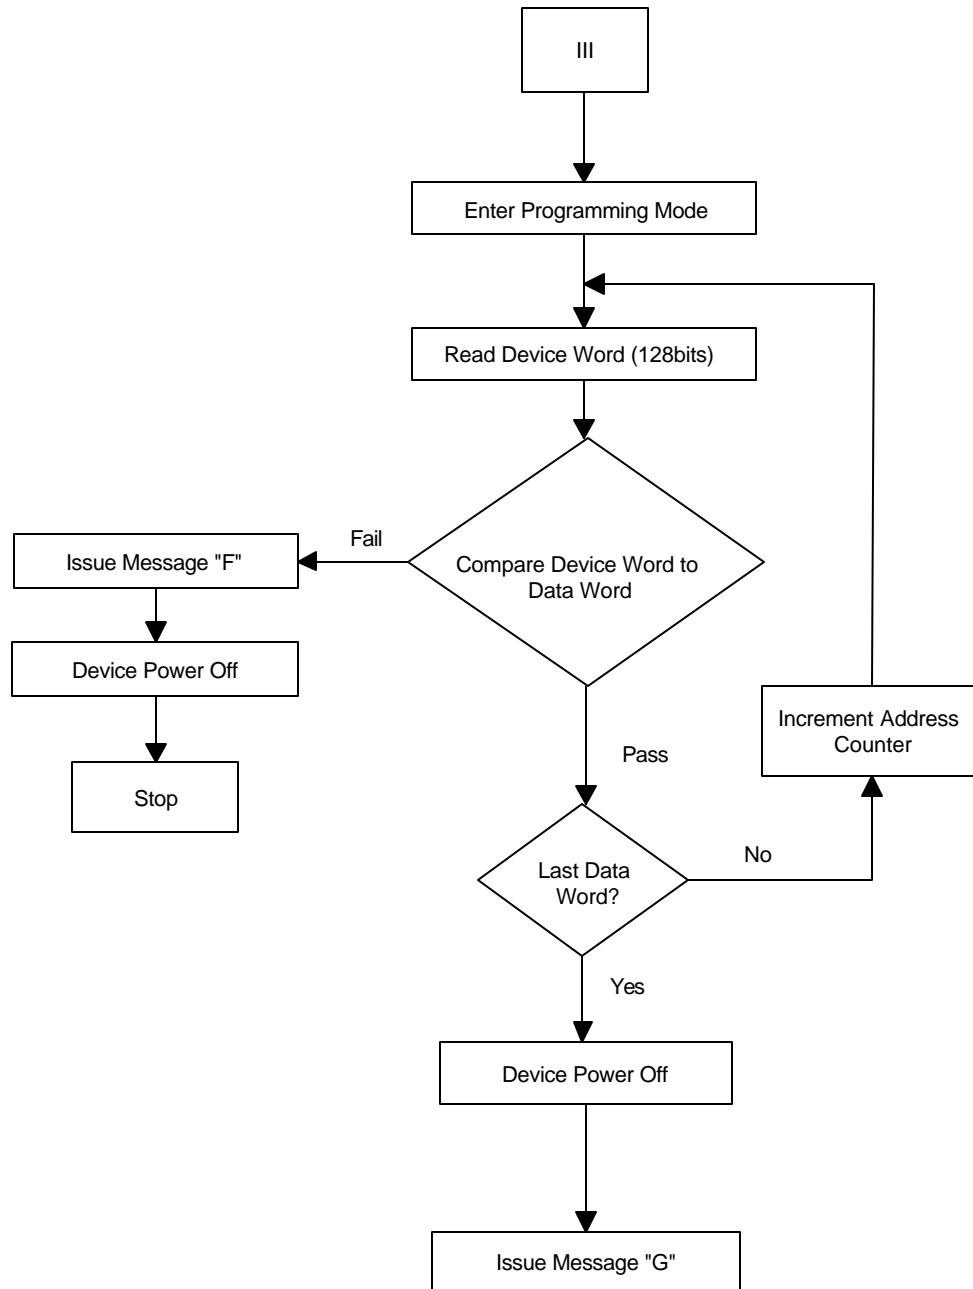 III
Enter Programming Mode
Read Device Word (128bits)
Compare Device Word to
Data Word
Fail
Issue Message "F"
Device Power Off
Stop
Pass
Increment Address
Counter
Last Data
Word?
No
Yes
Device Power Off
Issue Message "G"